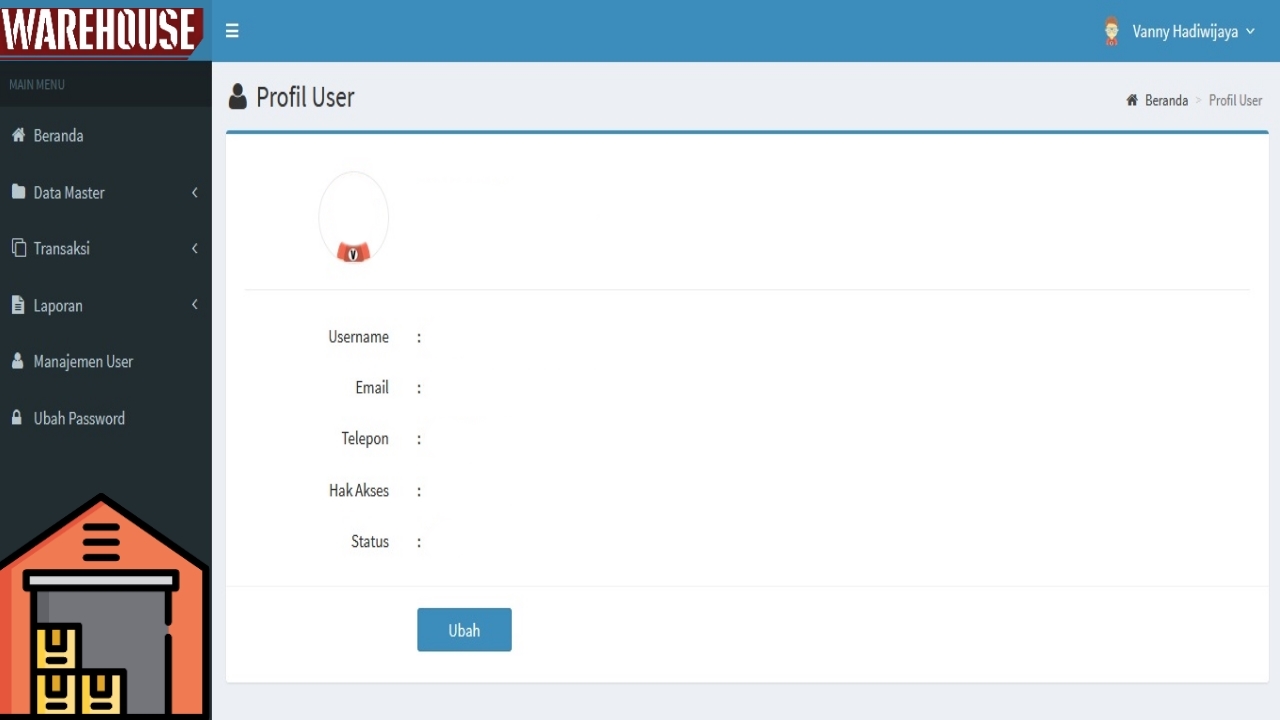 WAREHOUSE
Vanny Hadiwijaya
MAIN MENU
Beranda
Data Master
Transaksi
Laporan
Manajemen User
Ubah Password
Profil User
Beranda > Profil User
V
Username :
Email :
Telepon :
Hak Akses :
Status :
Ubah